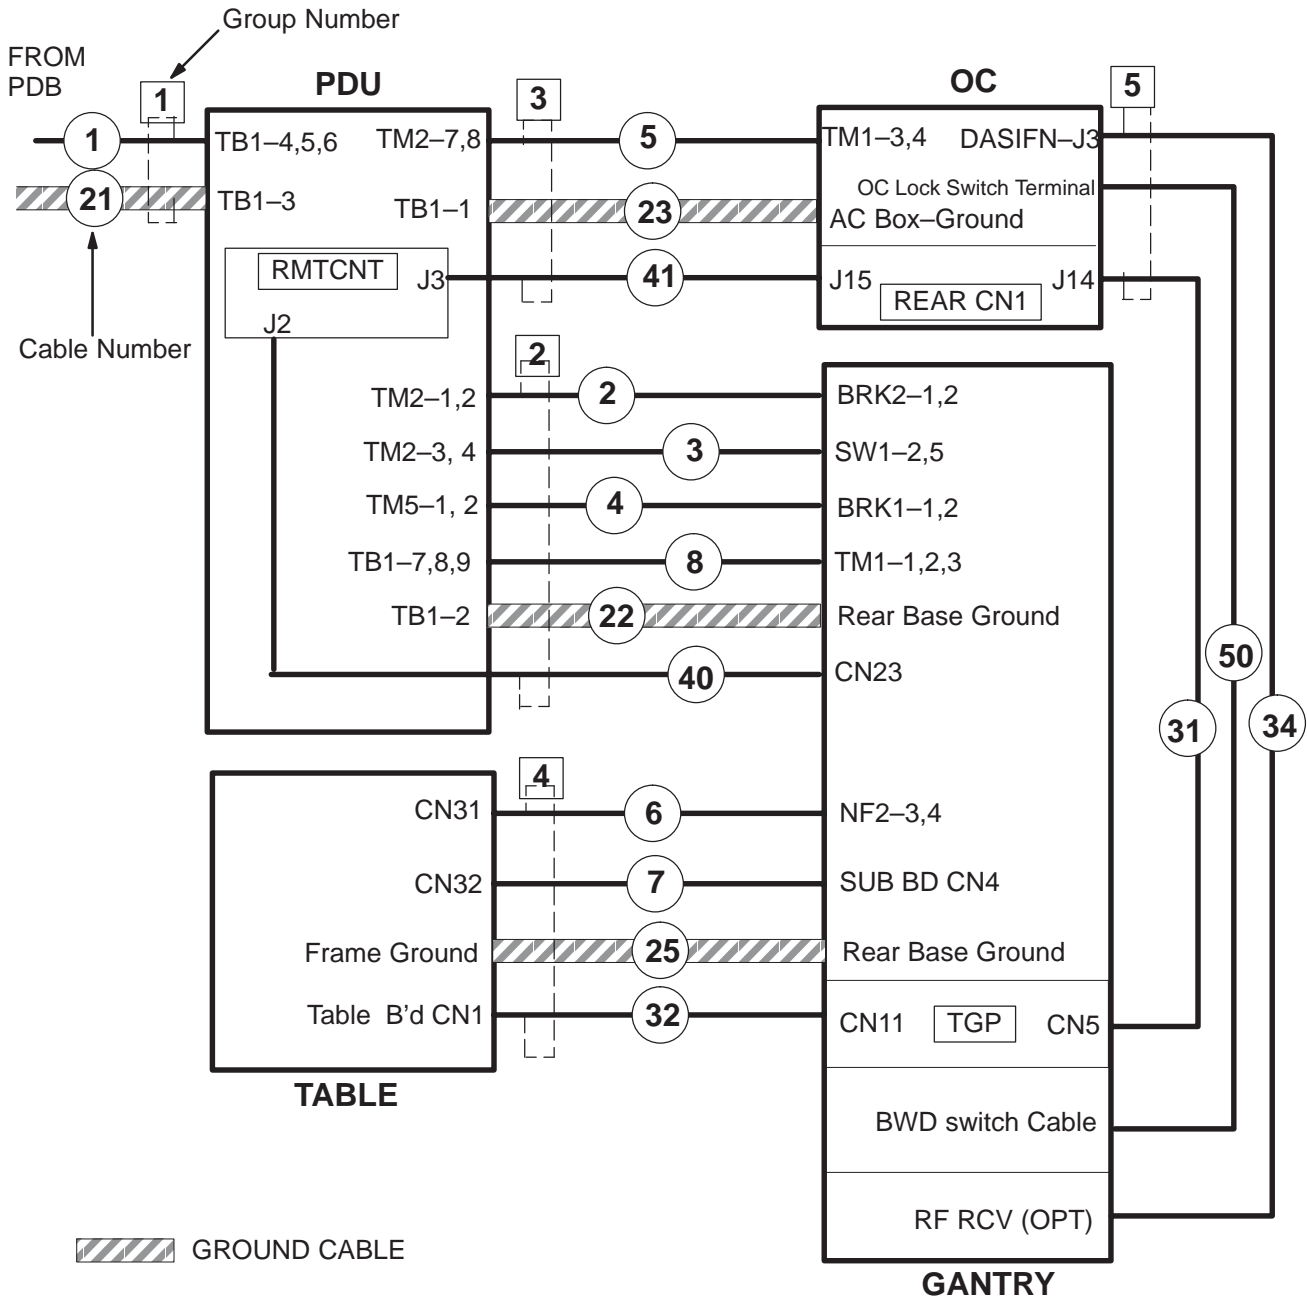 Group Number
FROM
PDB
1
PDU
3
OC
5
1
TB1–4,5,6
TM2–7,8
5
TM1–3,4
DASIFN–J3
21
TB1–3
TB1–1
23
OC Lock Switch Terminal
AC Box–Ground
RMTCNT
J3
41
J15
J14
REAR CN1
J2
Cable Number
2
TM2–1,2
2
BRK2–1,2
TM2–3, 4
3
SW1–2,5
TM5–1, 2
4
BRK1–1,2
TB1–7,8,9
8
TM1–1,2,3
TB1–2
22
Rear Base Ground
40
CN23
50
31
34
4
CN31
6
NF2–3,4
CN32
7
SUB BD CN4
Frame Ground
25
Rear Base Ground
Table B’d CN1
32
CN11
TGP
CN5
TABLE
BWD switch Cable
RF RCV (OPT)
GROUND CABLE
GANTRY